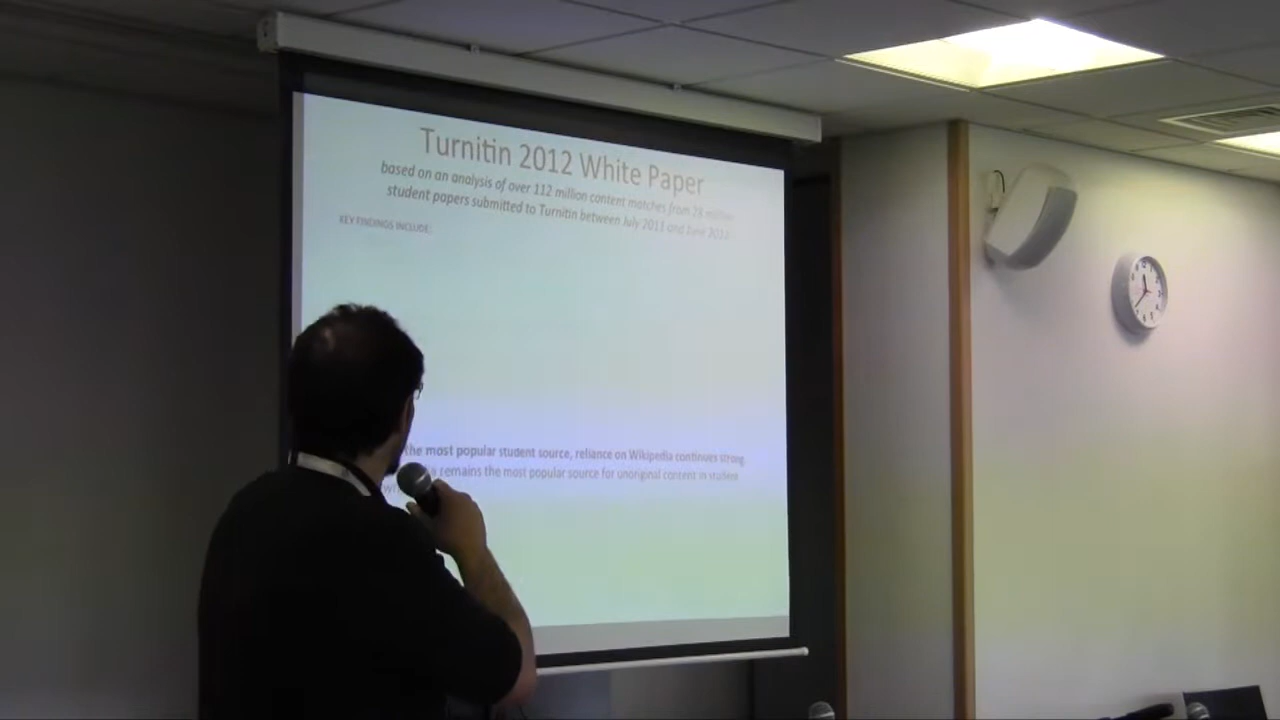 Turnitin 2012 White Paper
based on an analysis of over 112 million content matches from 28 million
student papers submitted to Turnitin between July 2011 and June 2012
KEY FINDINGS INCLUDE:
the most popular student source, reliance on Wikipedia continues strong
remains the most popular source for unoriginal content in student